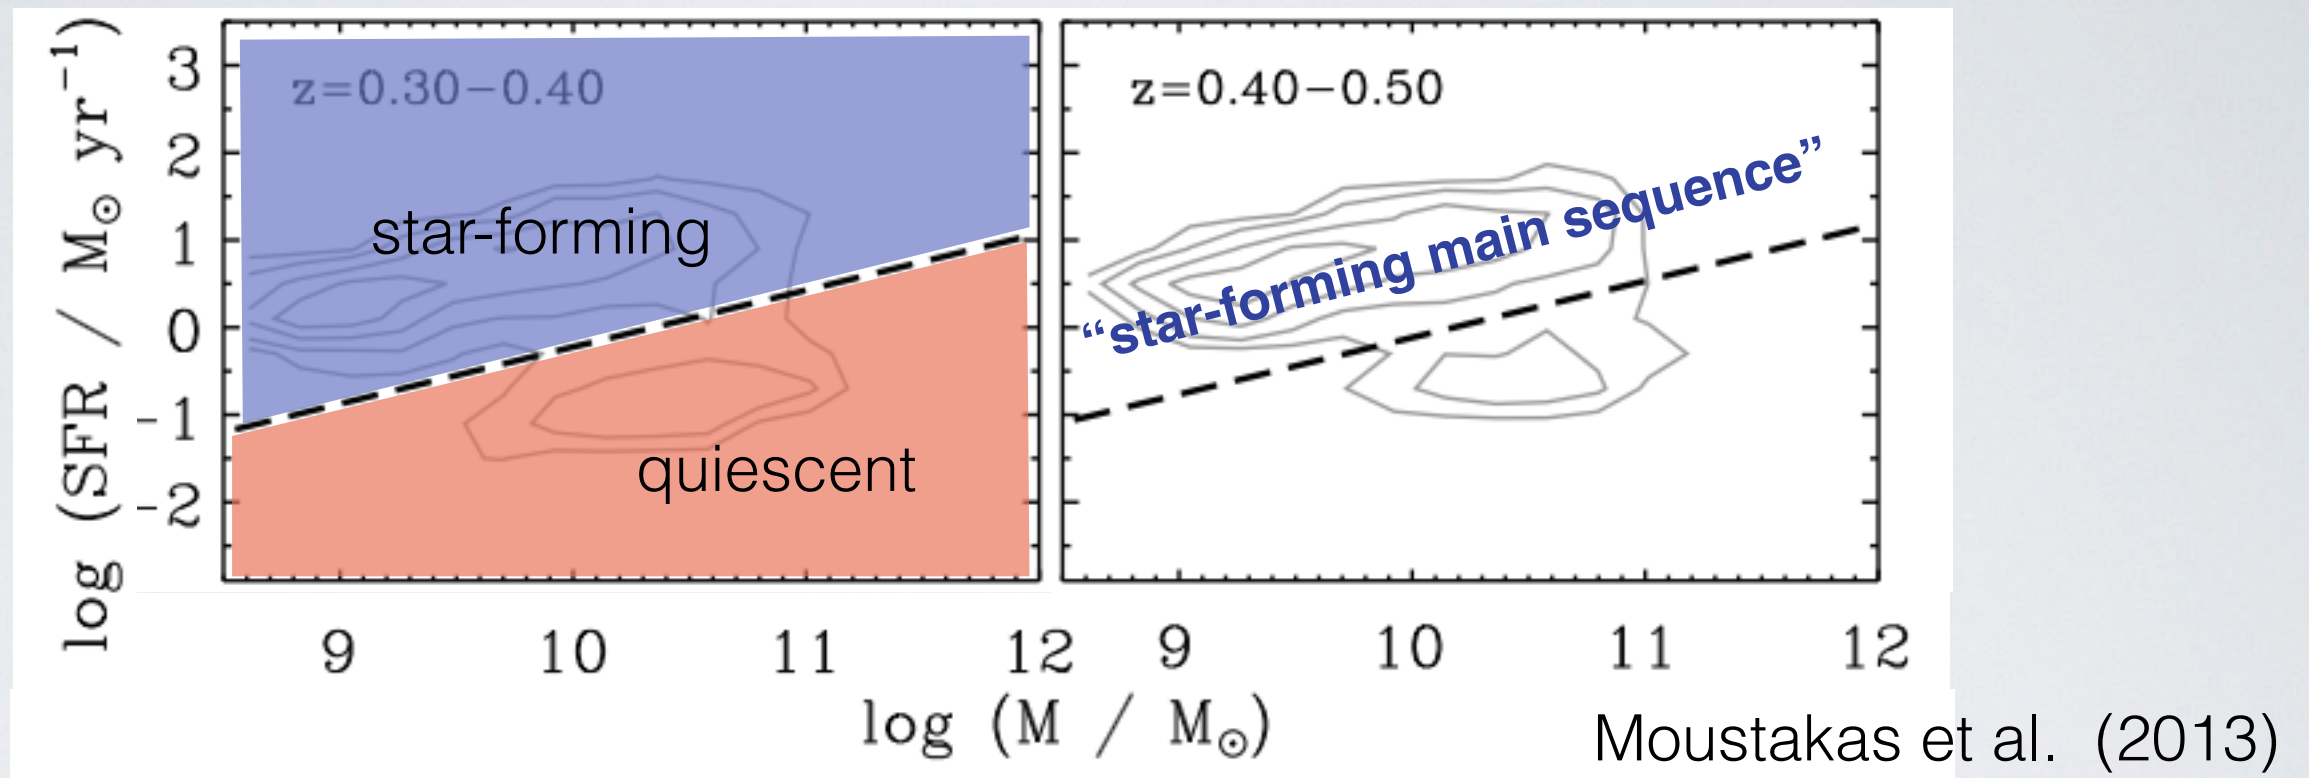 log (SFR / M⊙ yr⁻¹)
3
2
1
0
-1
-2
z=0.30-0.40
star-forming
quiescent
z=0.40-0.50
“star-forming main sequence”
9 10 11 12 9 10 11 12
log (M / M⊙)
Moustakas et al. (2013)